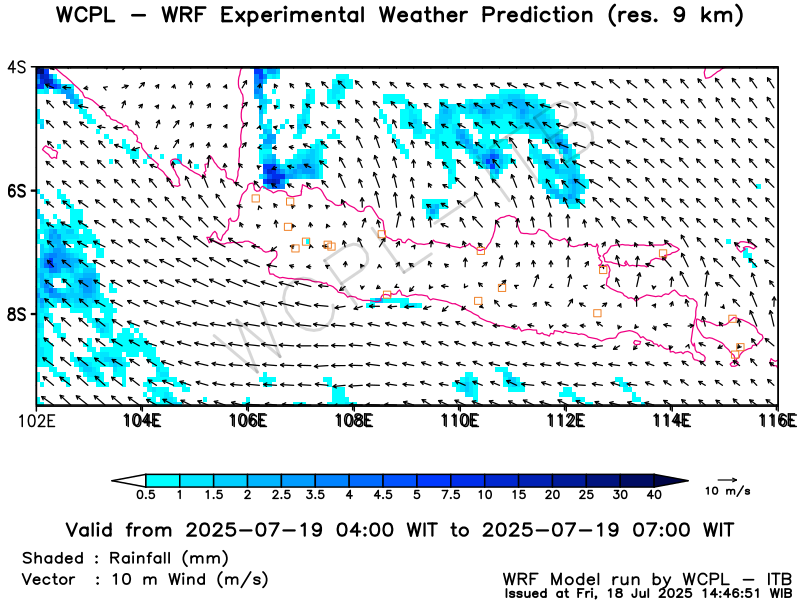 WCPL – WRF Experimental Weather Prediction (res. 9 km)
4S
6S
8S
WCPL-ITB
102E 104E 106E 108E 110E 112E 114E 116E
0.5 1 1.5 2 2.5 3.5 4 4.5 5 7.5 10 15 20 25 30 40
10 m/s
Valid from 2025-07-19 04:00 WIT to 2025-07-19 07:00 WIT
Shaded : Rainfall (mm)
Vector : 10 m Wind (m/s)
WRF Model run by WCPL – ITB
Issued at Fri, 18 Jul 2025 14:46:51 WIB